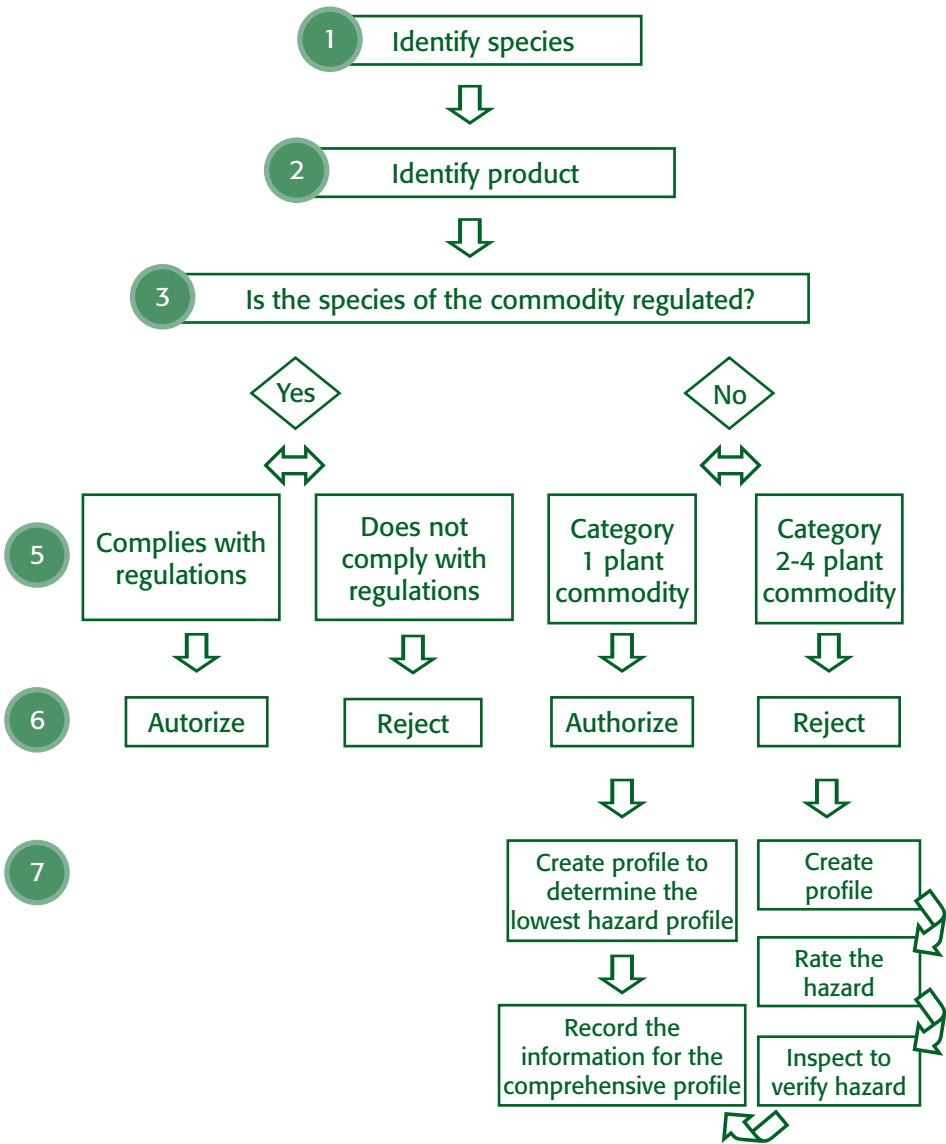 1
Identify species
2
Identify product
3
Is the species of the commodity regulated?
Yes
No
5
Complies with
regulations
Does not
comply with
regulations
Category
1 plant
commodity
Category
2-4 plant
commodity
6
Autorize
Reject
Authorize
Reject
7
Create profile to
determine the
lowest hazard profile
Create
profile
Rate the
hazard
Record the
information for the
comprehensive profile
Inspect to
verify hazard